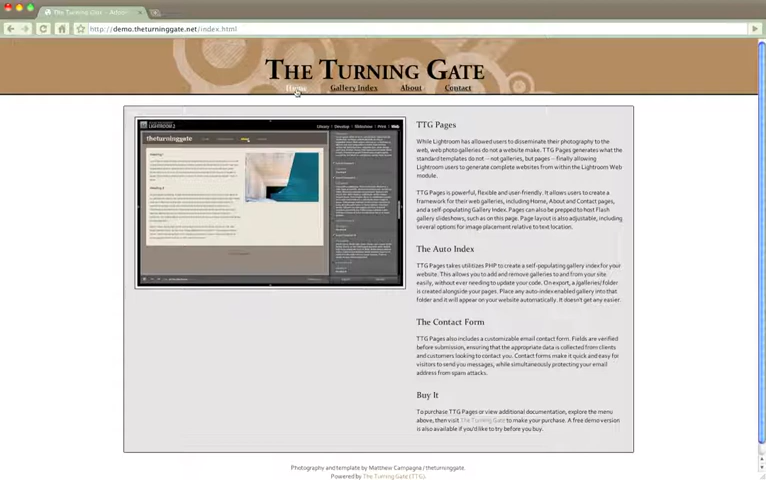 The Turning Gate - Adob
http://demo.theturninggate.net/index.html
THE TURNING GATE
Home Gallery Index About Contact
LIGHTROOM 2
Library | Develop | Slideshow | Print | Web
theturninggate
TTG Pages
While Lightroom has allowed users to disseminate their photography to the
web, web photo galleries do not a website make. TTG Pages generates what the
standard templates do -- not galleries, but pages -- finally allowing
Lightroom users to generate complete websites from within the Lightroom Web
module.
TTG Pages is powerful, flexible and user-friendly. It allows users to create a
framework for their web galleries, including Home, About and Contact pages,
and a self-populating Gallery Index. Pages can also be prepped to host Flash
gallery slideshows, such as on this page. Page layout is also adjustable, including
several options for image placement relative to text location.
The Auto Index
TTG Pages takes utilitizes PHP to create a self-populating gallery index for your
website. This allows you to add and remove galleries to and from your site
easily, without ever needing to update your code. On export, a /galleries/ folder
is created alongside your pages. Place any auto-index enabled gallery into that
folder and it will appear on your website automatically. It doesn't get any easier.
The Contact Form
TTG Pages also includes a customizable email contact form. Fields are verified
before submission, ensuring that the appropriate data is collected from clients
and customers looking to contact you. Contact forms make it quick and easy for
visitors to send you messages, while simultaneously protecting your email
address from spam attacks.
Buy It
To purchase TTG Pages or view additional documentation, explore the menu
above, then visit The Turning Gate to make your purchase. A free demo version
is also available if you'd like to try before you buy.
Photography and template by Matthew Campagna / theturninggate.
Powered by The Turning Gate (TTG).